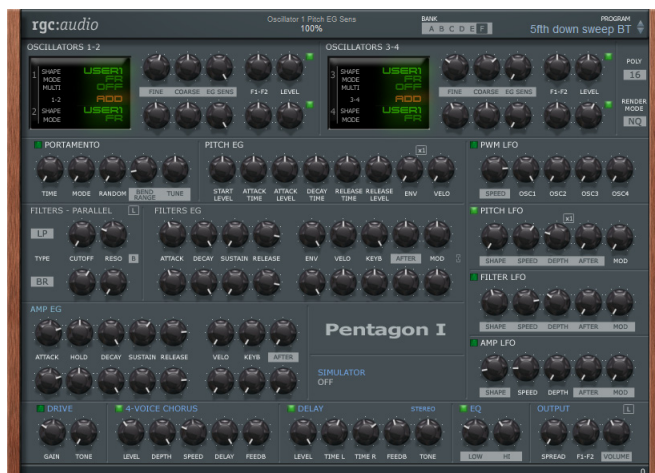 rgc:audio
Oscillator 1 Pitch EG Sens
100%
BANK
A B C D E F
PROGRAM
5fth down sweep BT
OSCILLATORS 1-2
1 SHAPE USER1
MODE FR
MULTI OFF
1-2 ADD
2 SHAPE USER1
MODE FR
FINE COARSE EG SENS F1-F2 LEVEL
OSCILLATORS 3-4
3 SHAPE USER1
MODE FR
MULTI OFF
3-4 ADD
4 SHAPE USER1
MODE FR
FINE COARSE EG SENS F1-F2 LEVEL
POLY
16
RENDER
MODE
NQ
PORTAMENTO
TIME MODE RANDOM BEND RANGE TUNE
PITCH EG
x1
START LEVEL ATTACK TIME ATTACK LEVEL DECAY TIME RELEASE TIME RELEASE LEVEL ENV VELO
PWM LFO
SPEED OSC1 OSC2 OSC3 OSC4
FILTERS - PARALLEL L
LP
TYPE CUTOFF RESO B
BR
FILTERS EG
ATTACK DECAY SUSTAIN RELEASE ENV VELO KEYB AFTER MOD
PITCH LFO
x1
SHAPE SPEED DEPTH AFTER MOD
FILTER LFO
SHAPE SPEED DEPTH AFTER MOD
AMP EG
ATTACK HOLD DECAY SUSTAIN RELEASE VELO KEYB AFTER
Pentagon I
SIMULATOR
OFF
AMP LFO
SHAPE SPEED DEPTH AFTER MOD
DRIVE
GAIN TONE
4-VOICE CHORUS
LEVEL DEPTH SPEED DELAY FEEDB
DELAY STEREO
LEVEL TIME L TIME R FEEDB TONE
EQ
LOW HI
OUTPUT L
SPREAD F1-F2 VOLUME
0